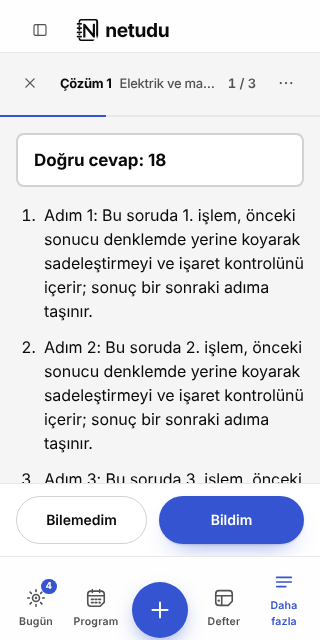 netudu
Çözüm 1 Elektrik ve ma... 1 / 3
Doğru cevap: 18
1. Adım 1: Bu soruda 1. işlem, önceki
sonucu denklemde yerine koyarak
sadeleştirmeyi ve işaret kontrolünü
içerir; sonuç bir sonraki adıma
taşınır.
2. Adım 2: Bu soruda 2. işlem, önceki
sonucu denklemde yerine koyarak
sadeleştirmeyi ve işaret kontrolünü
içerir; sonuç bir sonraki adıma
taşınır.
3. Adım 3: Bu soruda 3. işlem, önceki
Bilemedim Bildim
4
Bugün Program Defter Daha
fazla